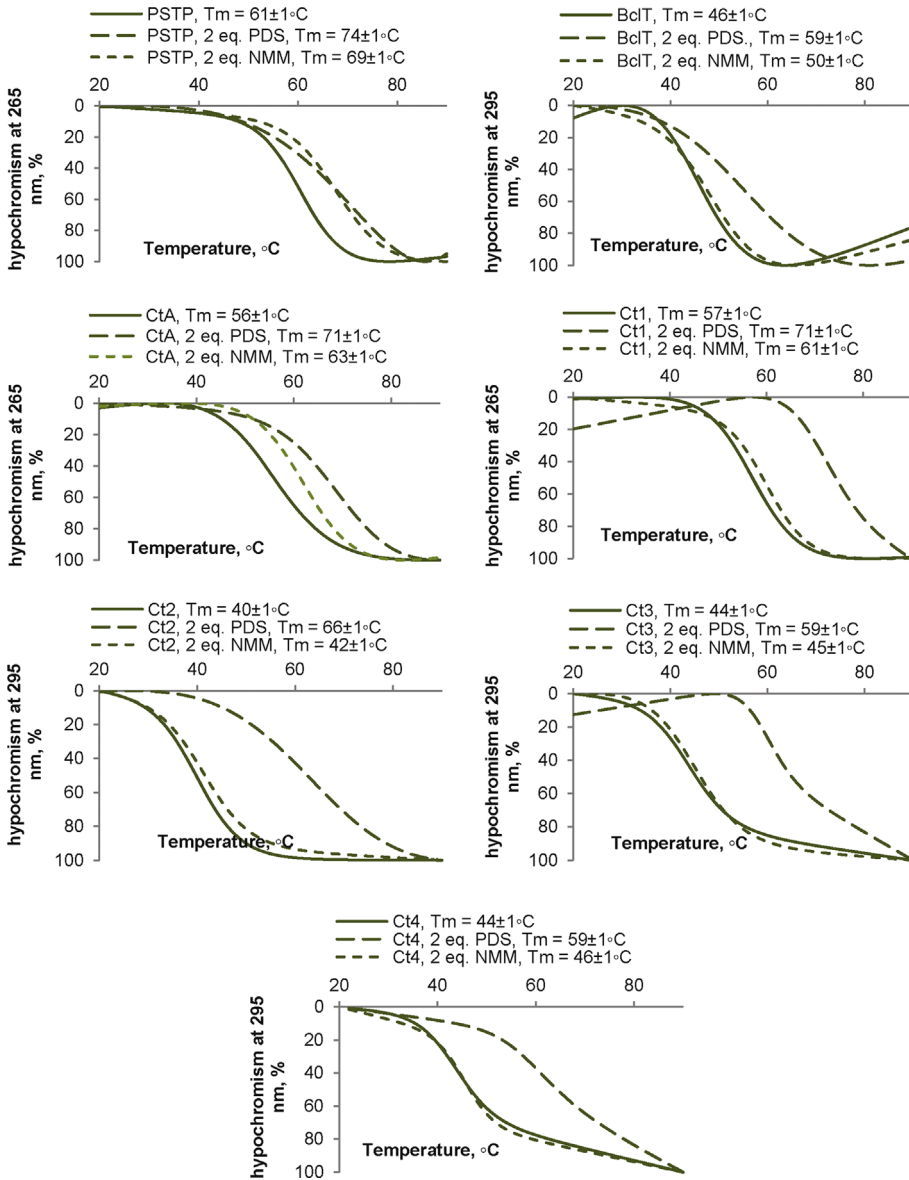 PSTP, Tm = 61±1◦C
PSTP, 2 eq. PDS, Tm = 74±1◦C
PSTP, 2 eq. NMM, Tm = 69±1◦C
20 40 60 80
0
20
40
60
80
100
hypochromism at 265
nm, %
Temperature, ◦C
BclT, Tm = 46±1◦C
BclT, 2 eq. PDS., Tm = 59±1◦C
BclT, 2 eq. NMM, Tm = 50±1◦C
20 40 60 80
0
20
40
60
80
100
hypochromism at 295
nm, %
Temperature, ◦C
CtA, Tm = 56±1◦C
CtA, 2 eq. PDS, Tm = 71±1◦C
CtA, 2 eq. NMM, Tm = 63±1◦C
20 40 60 80
0
20
40
60
80
100
hypochromism at 265
nm, %
Temperature, ◦C
Ct1, Tm = 57±1◦C
Ct1, 2 eq. PDS, Tm = 71±1◦C
Ct1, 2 eq. NMM, Tm = 61±1◦C
20 40 60 80
0
20
40
60
80
100
hypochromism at 265
nm, %
Temperature, ◦C
Ct2, Tm = 40±1◦C
Ct2, 2 eq. PDS, Tm = 66±1◦C
Ct2, 2 eq. NMM, Tm = 42±1◦C
20 40 60 80
0
20
40
60
80
100
hypochromism at 295
nm, %
Temperature, ◦C
Ct3, Tm = 44±1◦C
Ct3, 2 eq. PDS, Tm = 59±1◦C
Ct3, 2 eq. NMM, Tm = 45±1◦C
20 40 60 80
0
20
40
60
80
100
hypochromism at 295
nm, %
Temperature, ◦C
Ct4, Tm = 44±1◦C
Ct4, 2 eq. PDS, Tm = 59±1◦C
Ct4, 2 eq. NMM, Tm = 46±1◦C
20 40 60 80
0
20
40
60
80
100
hypochromism at 295
nm, %
Temperature, ◦C